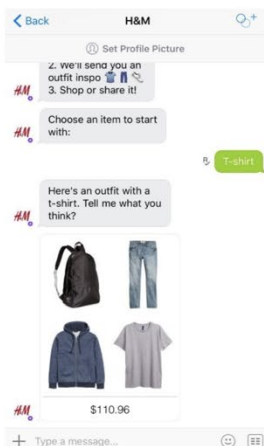 Back
H&M
Set Profile Picture
2. We'll send you an
outfit inspo
3. Shop or share it!
H&M
Choose an item to start
with:
H&M
T-shirt
Here's an outfit with a
t-shirt. Tell me what you
think?
H&M
$110.96
H&M
Type a message...